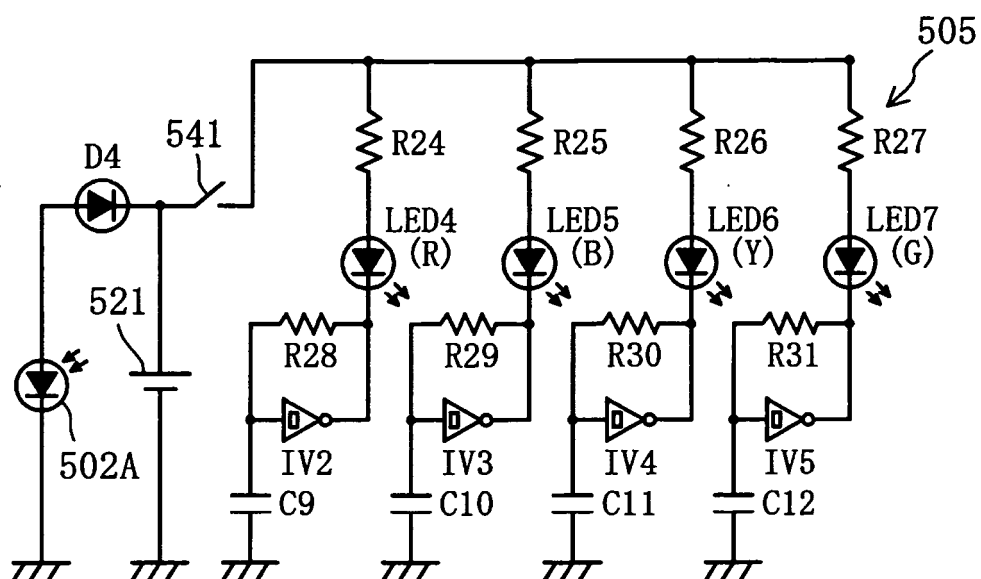 505
541
D4
R24
R25
R26
R27
LED4
(R)
LED5
(B)
LED6
(Y)
LED7
(G)
521
R28
R29
R30
R31
502A
IV2
IV3
IV4
IV5
C9
C10
C11
C12